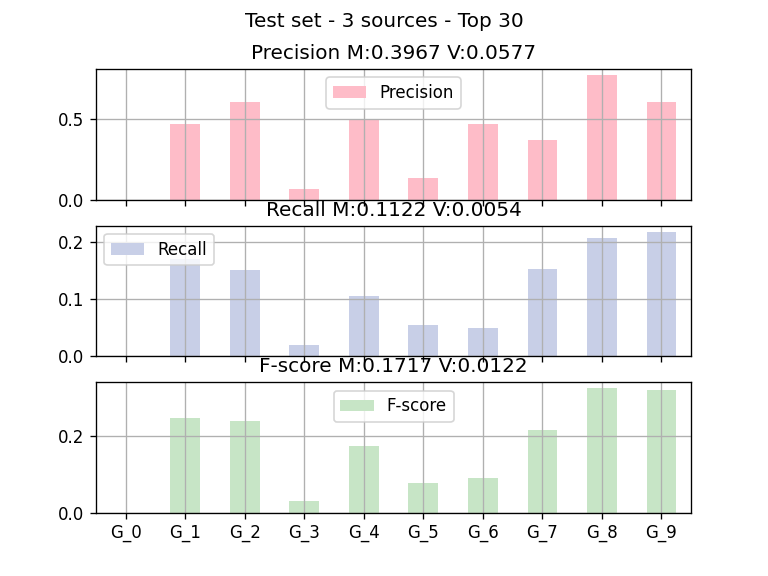 Test set - 3 sources - Top 30
Precision M:0.3967 V:0.0577
Precision
0.5
0.0
Recall M:0.1122 V:0.0054
0.2
Recall
0.1
0.0
F-score M:0.1717 V:0.0122
F-score
0.2
0.0
G_0 G_1 G_2 G_3 G_4 G_5 G_6 G_7 G_8 G_9